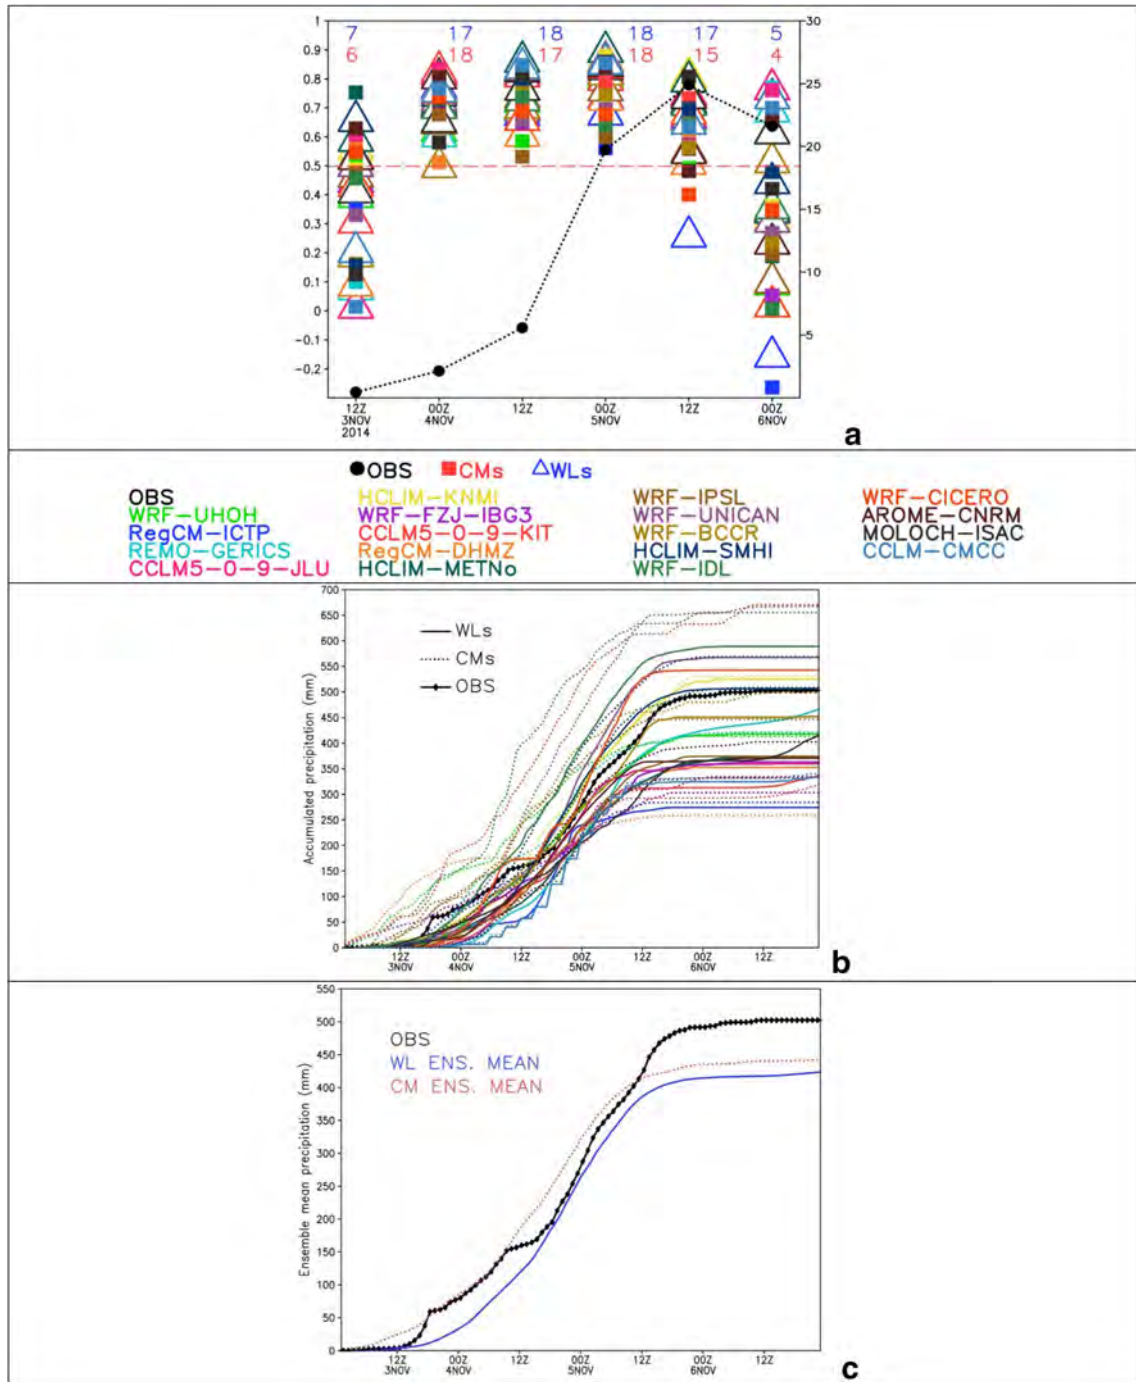 1 7 17 18 18 17 5 30
0.9 6 18 17 18 15 4
0.8 25
0.7
0.6 20
0.5
0.4 15
0.3
0.2 10
0.1
0 5
-0.1
-0.2
12Z 00Z 12Z 00Z 12Z 00Z
3NOV 4NOV 5NOV 6NOV
2014
a
OBS CMs WLs
OBS HCLIM-KNMI WRF-IPSL WRF-CICERO
WRF-UHOH WRF-FZJ-IBG3 WRF-UNICAN AROME-CNRM
RegCM-ICTP CCLM5-0-9-KIT WRF-BCCR MOLOCH-ISAC
REMO-GERICS RegCM-DHMZ HCLIM-SMHI CCLM-CMCC
CCLM5-0-9-JLU HCLIM-METNo WRF-IDL
Accumulated precipitation (mm)
700
650
600
550
500
450
400
350
300
250
200
150
100
50
0
WLs
CMs
OBS
12Z 00Z 12Z 00Z 12Z 00Z 12Z
3NOV 4NOV 5NOV 6NOV
b
Ensemble mean precipitation (mm)
550
500
450
400
350
300
250
200
150
100
50
0
OBS
WL ENS. MEAN
CM ENS. MEAN
12Z 00Z 12Z 00Z 12Z 00Z 12Z
3NOV 4NOV 5NOV 6NOV
c